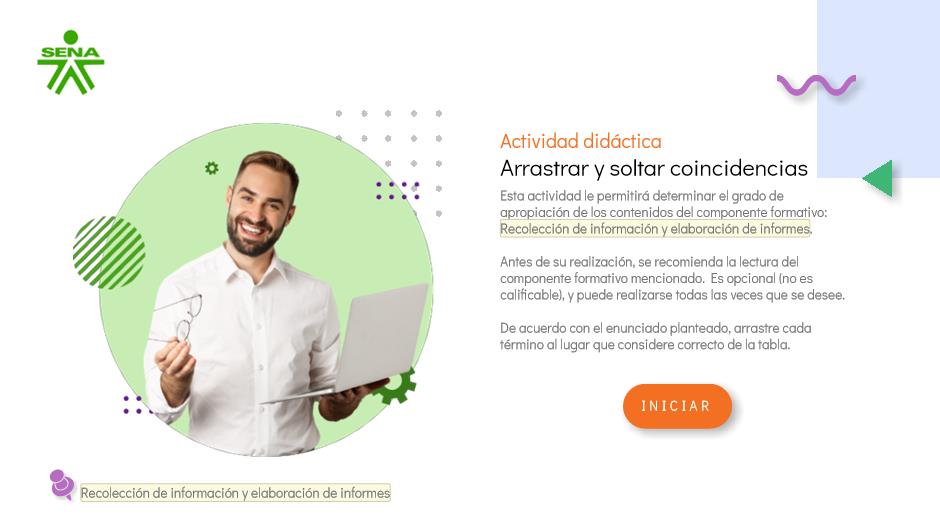 SENA
Actividad didáctica
Arrastrar y soltar coincidencias
Esta actividad le permitirá determinar el grado de
apropiación de los contenidos del componente formativo:
Recolección de información y elaboración de informes.
Antes de su realización, se recomienda la lectura del
componente formativo mencionado. Es opcional (no es
calificable), y puede realizarse todas las veces que se desee.
De acuerdo con el enunciado planteado, arrastre cada
término al lugar que considere correcto de la tabla.
INICIAR
Recolección de información y elaboración de informes